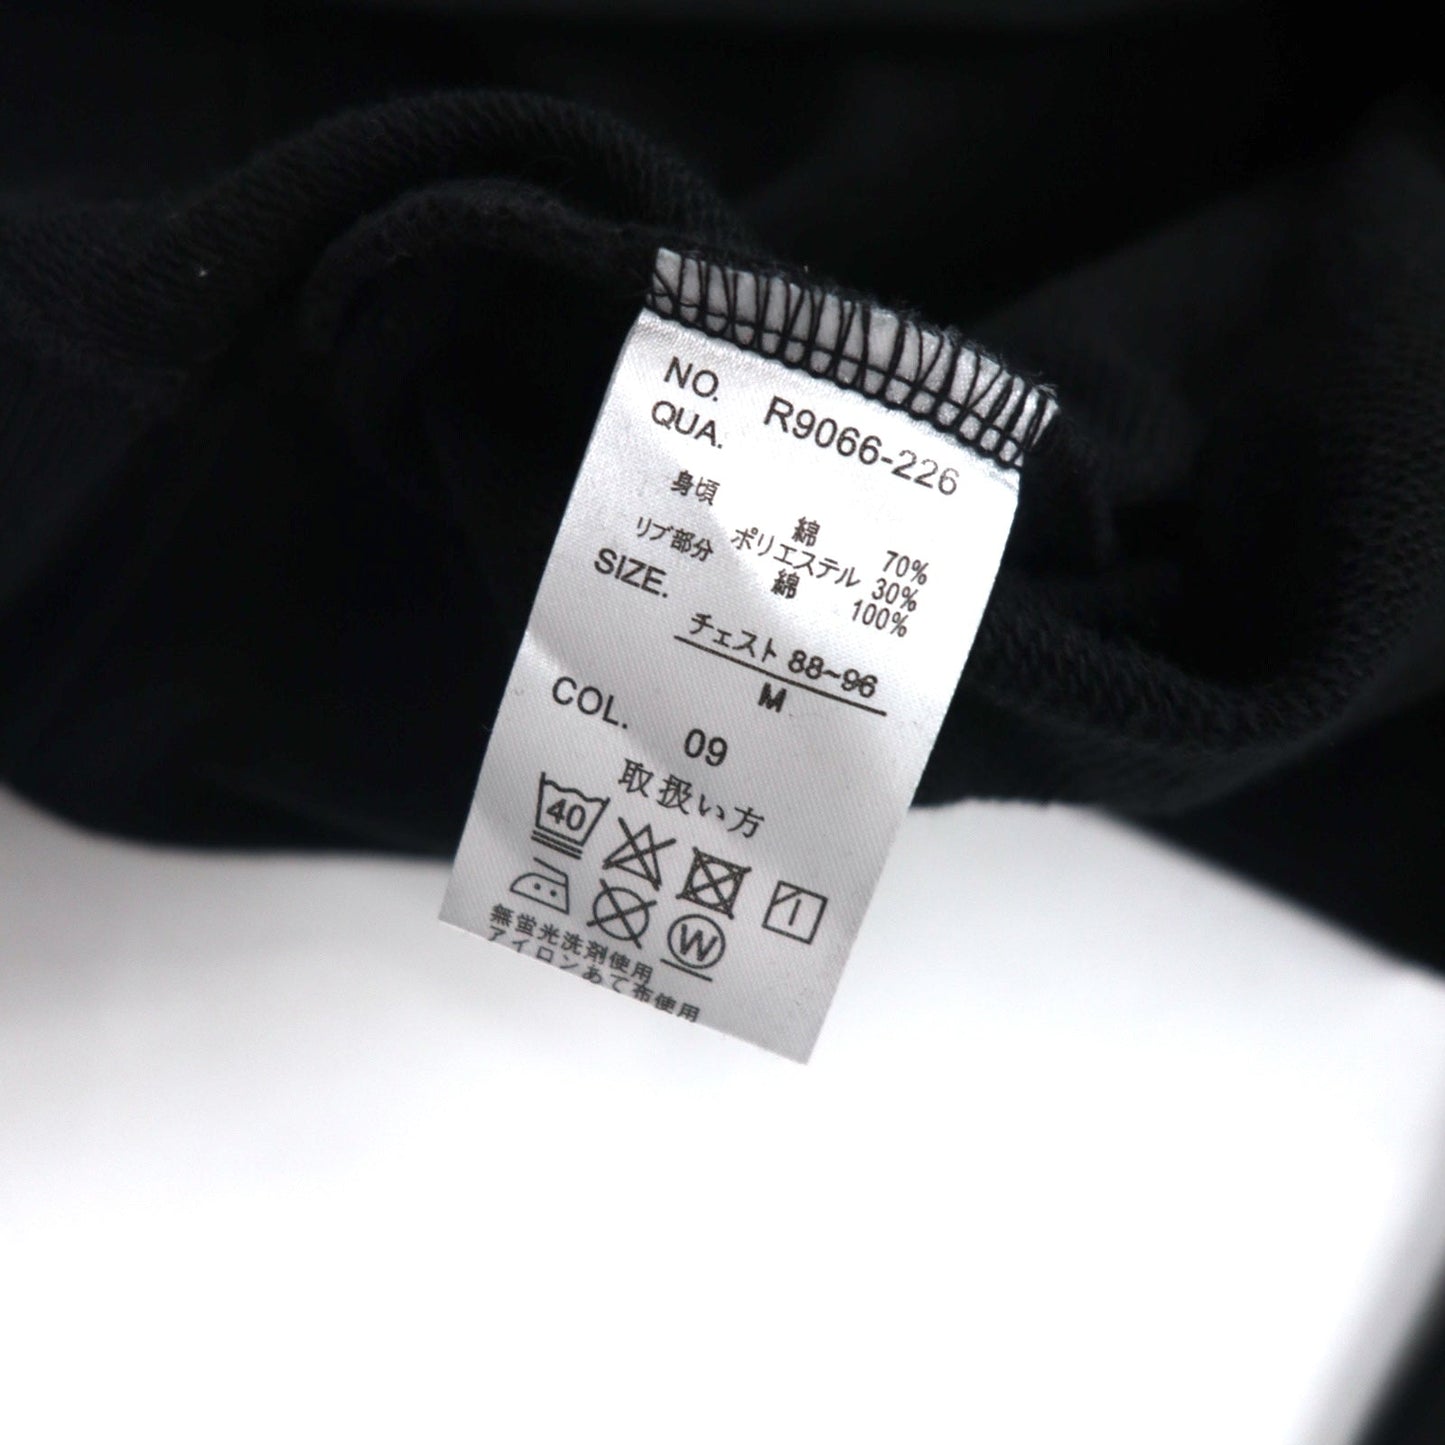 NO. R9066-226
QUA.
身頃 綿 70%
ポリエステル 30%
リブ部分 綿 100%
SIZE.
チェスト 88~96
M
COL. 09
取扱い方
40
W
無蛍光洗剤使用
アイロンあて布使用